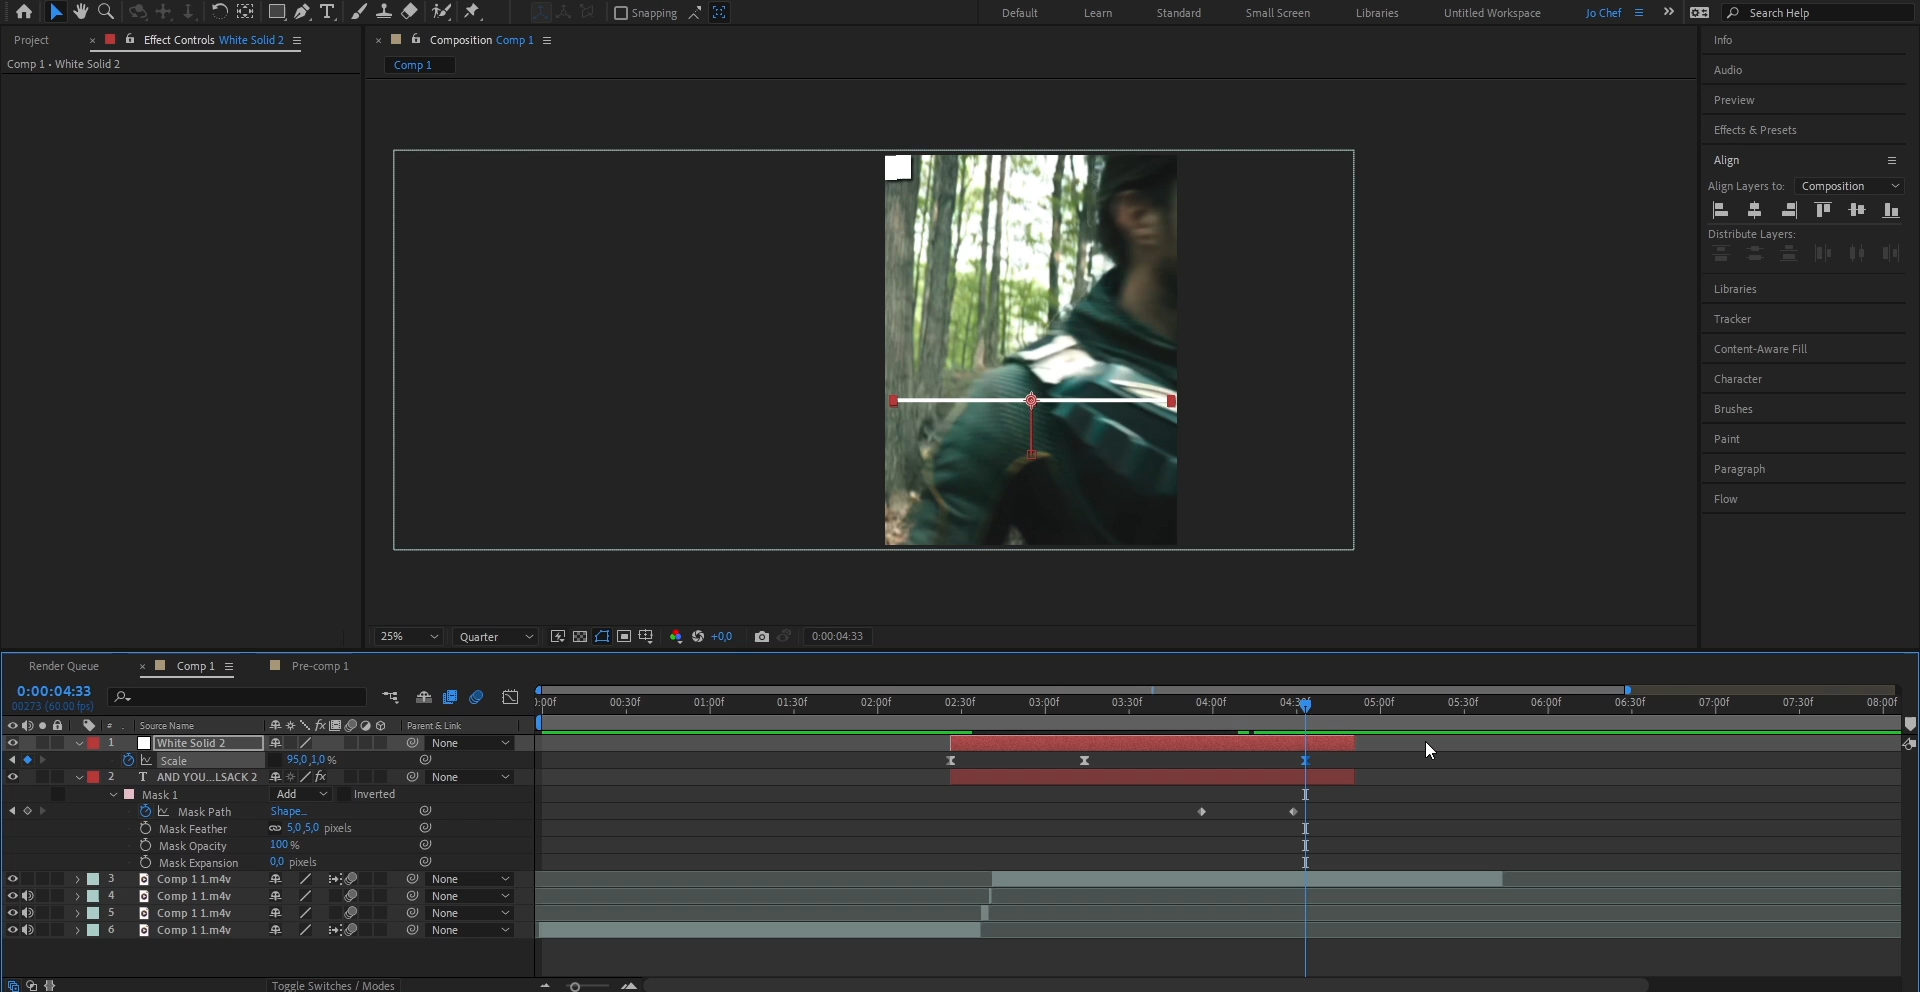 Snapping
Default
Learn
Standard
Small Screen
Libraries
Untitled Workspace
Jo Chef
Search Help
Project
Effect Controls White Solid 2
Composition Comp 1
Comp 1 • White Solid 2
Comp 1
Info
Audio
Preview
Effects & Presets
Align
Align Layers to: Composition
Distribute Layers:
Libraries
Tracker
Content-Aware Fill
Character
Brushes
Paint
Paragraph
Flow
25%
Quarter
+0,0
0:00:04:33
Render Queue
Comp 1
Pre-comp 1
0:00:04:33
00273 (60.00 fps)
:00f 00:30f 01:00f 01:30f 02:00f 02:30f 03:00f 03:30f 04:00f 04:30f 05:00f 05:30f 06:00f 06:30f 07:00f 07:30f 08:00f
# Source Name fx Parent & Link
1 White Solid 2 None
Scale 95,0,1,0 %
2 T AND YOU...LSACK 2 fx None
Mask 1 Add Inverted
Mask Path Shape...
Mask Feather 5,0,5,0 pixels
Mask Opacity 100 %
Mask Expansion 0,0 pixels
3 Comp 1 1.m4v None
4 Comp 1 1.m4v None
5 Comp 1 1.m4v None
6 Comp 1 1.m4v None
Toggle Switches / Modes